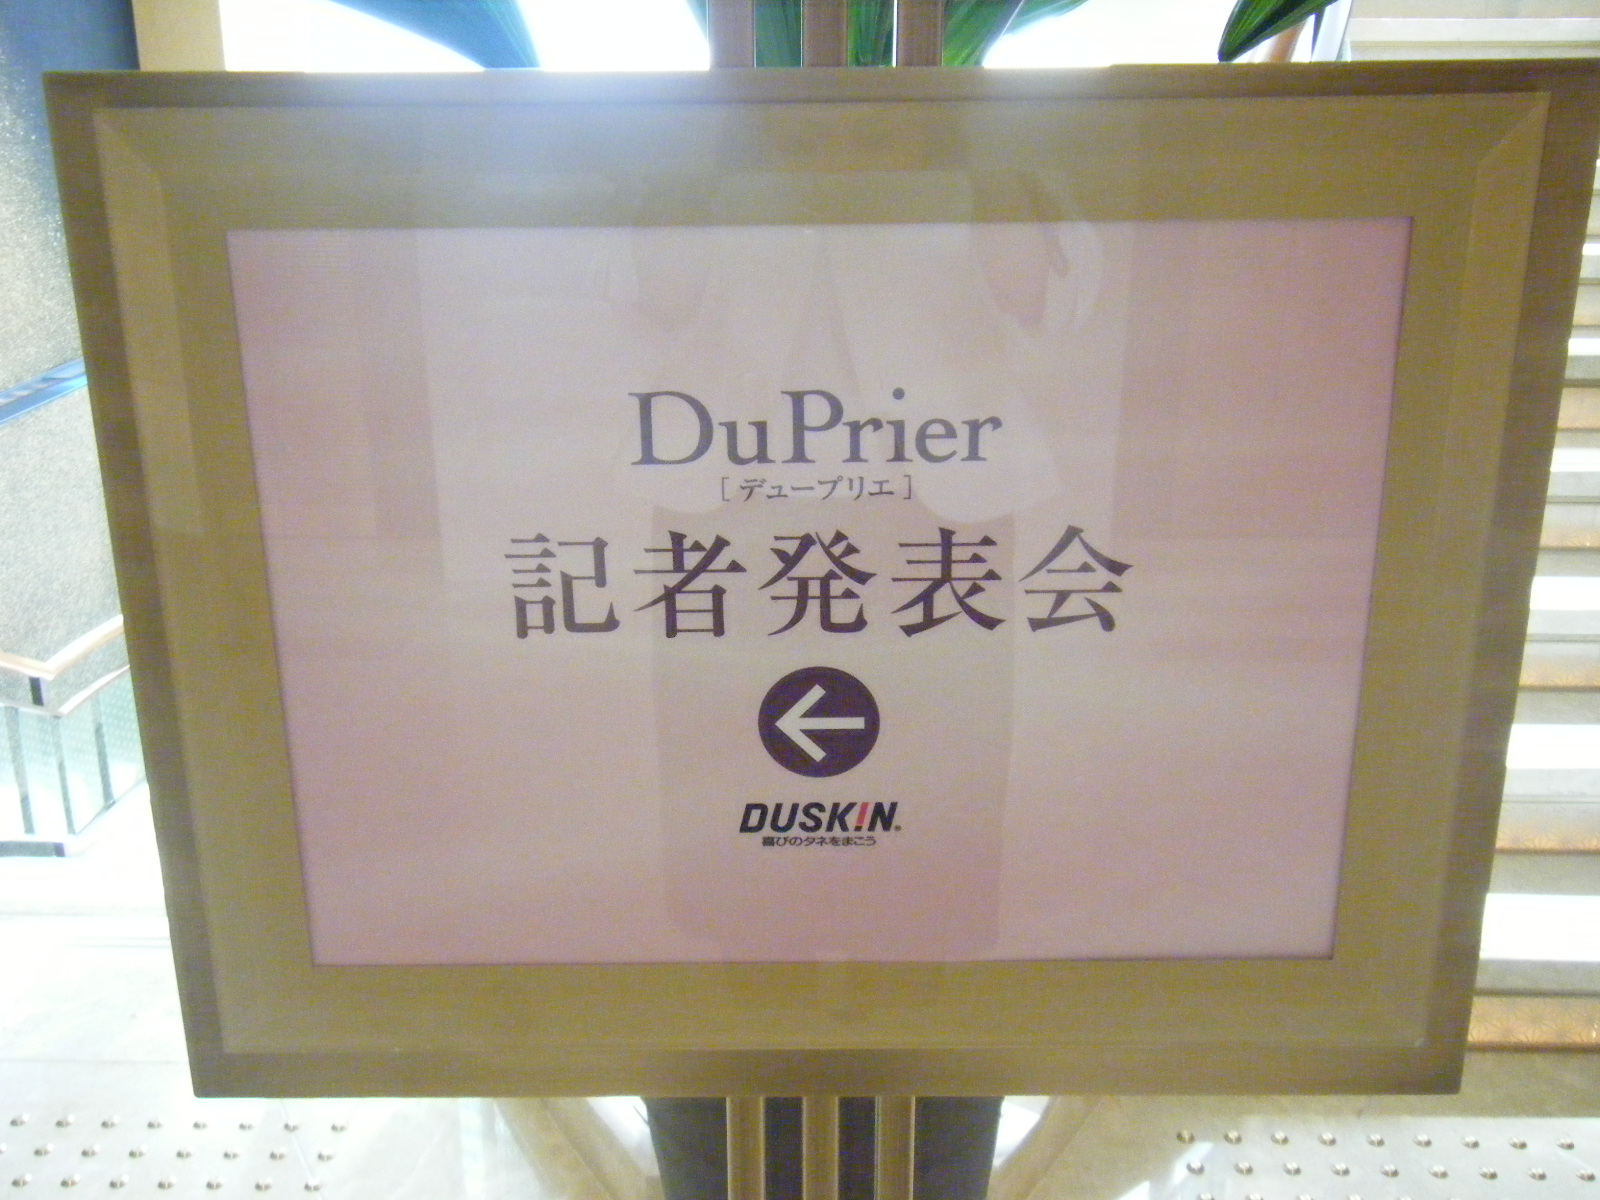 DuPrier
[ デュープリエ ]
記者発表会
DUSKIN®
喜びのタネをまこう